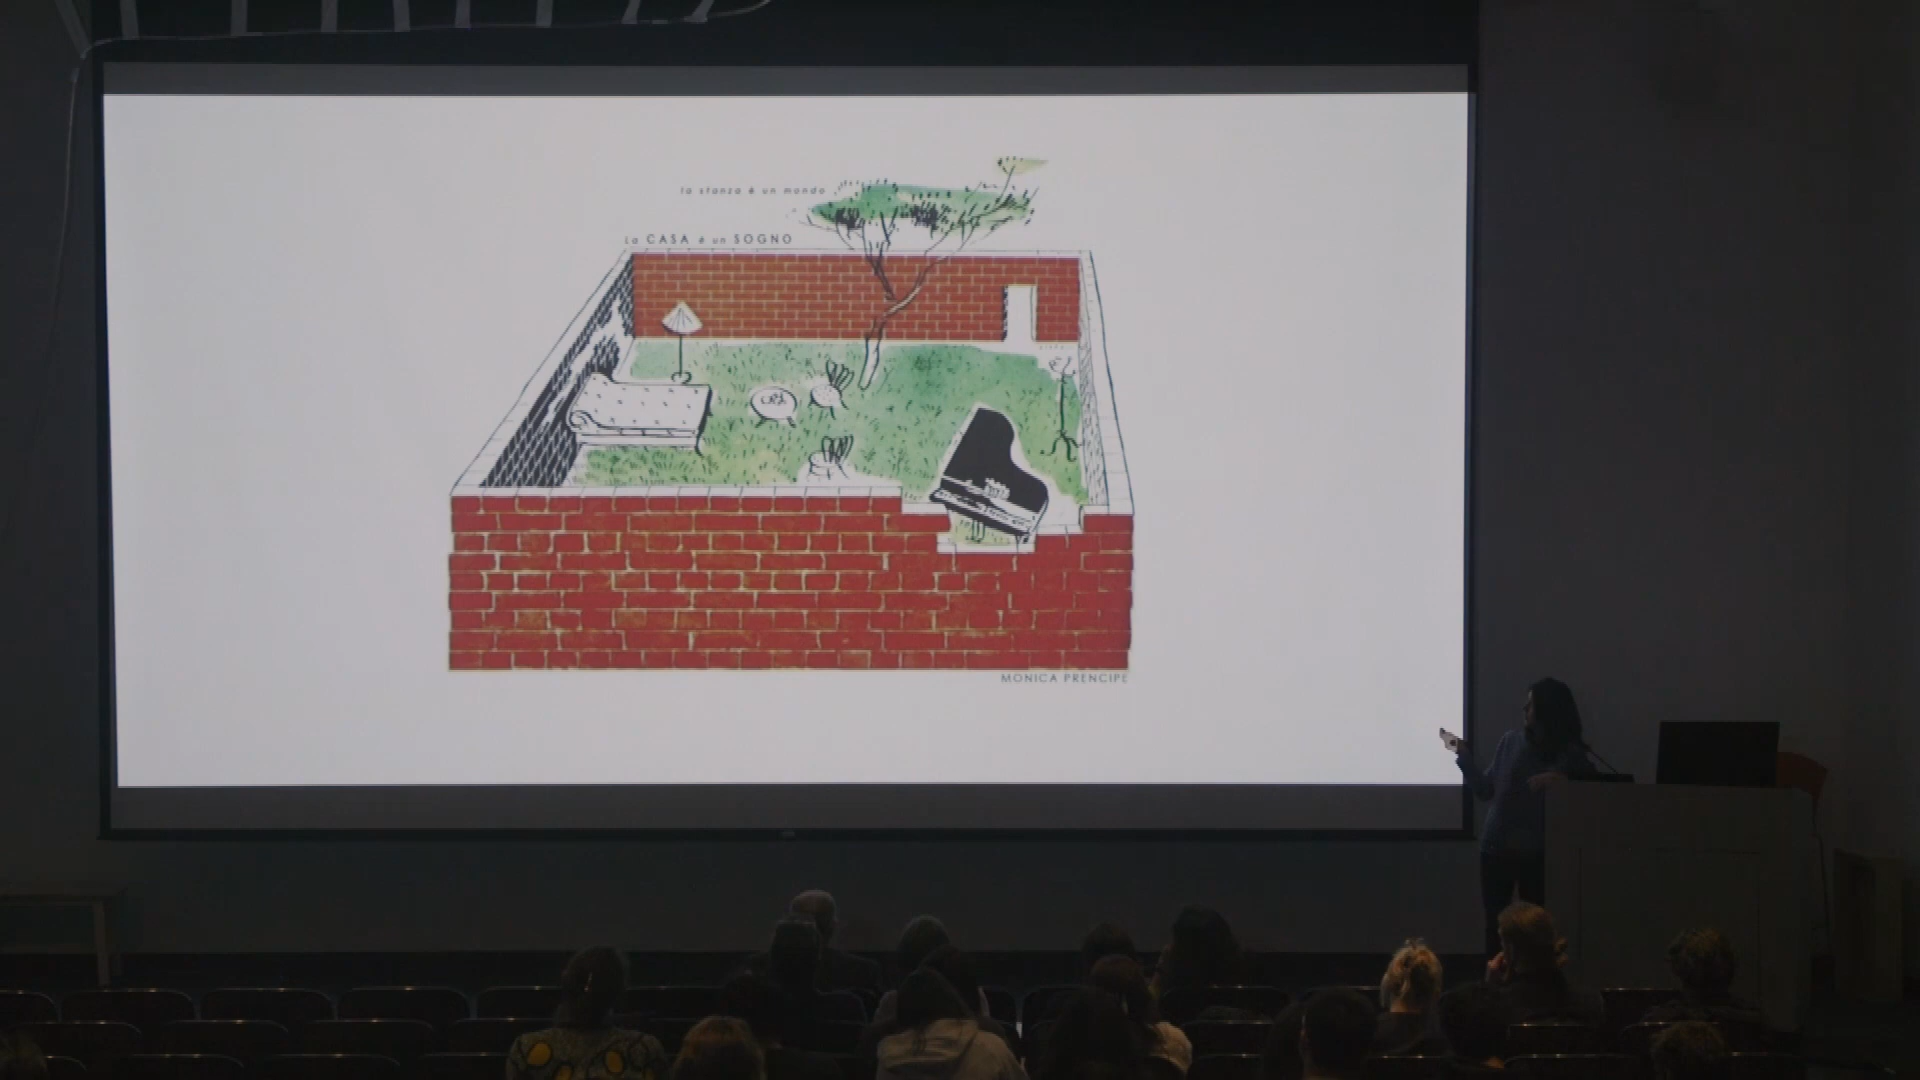 la stanza è un mondo
La CASA è un SOGNO
MONICA PRENCIPE